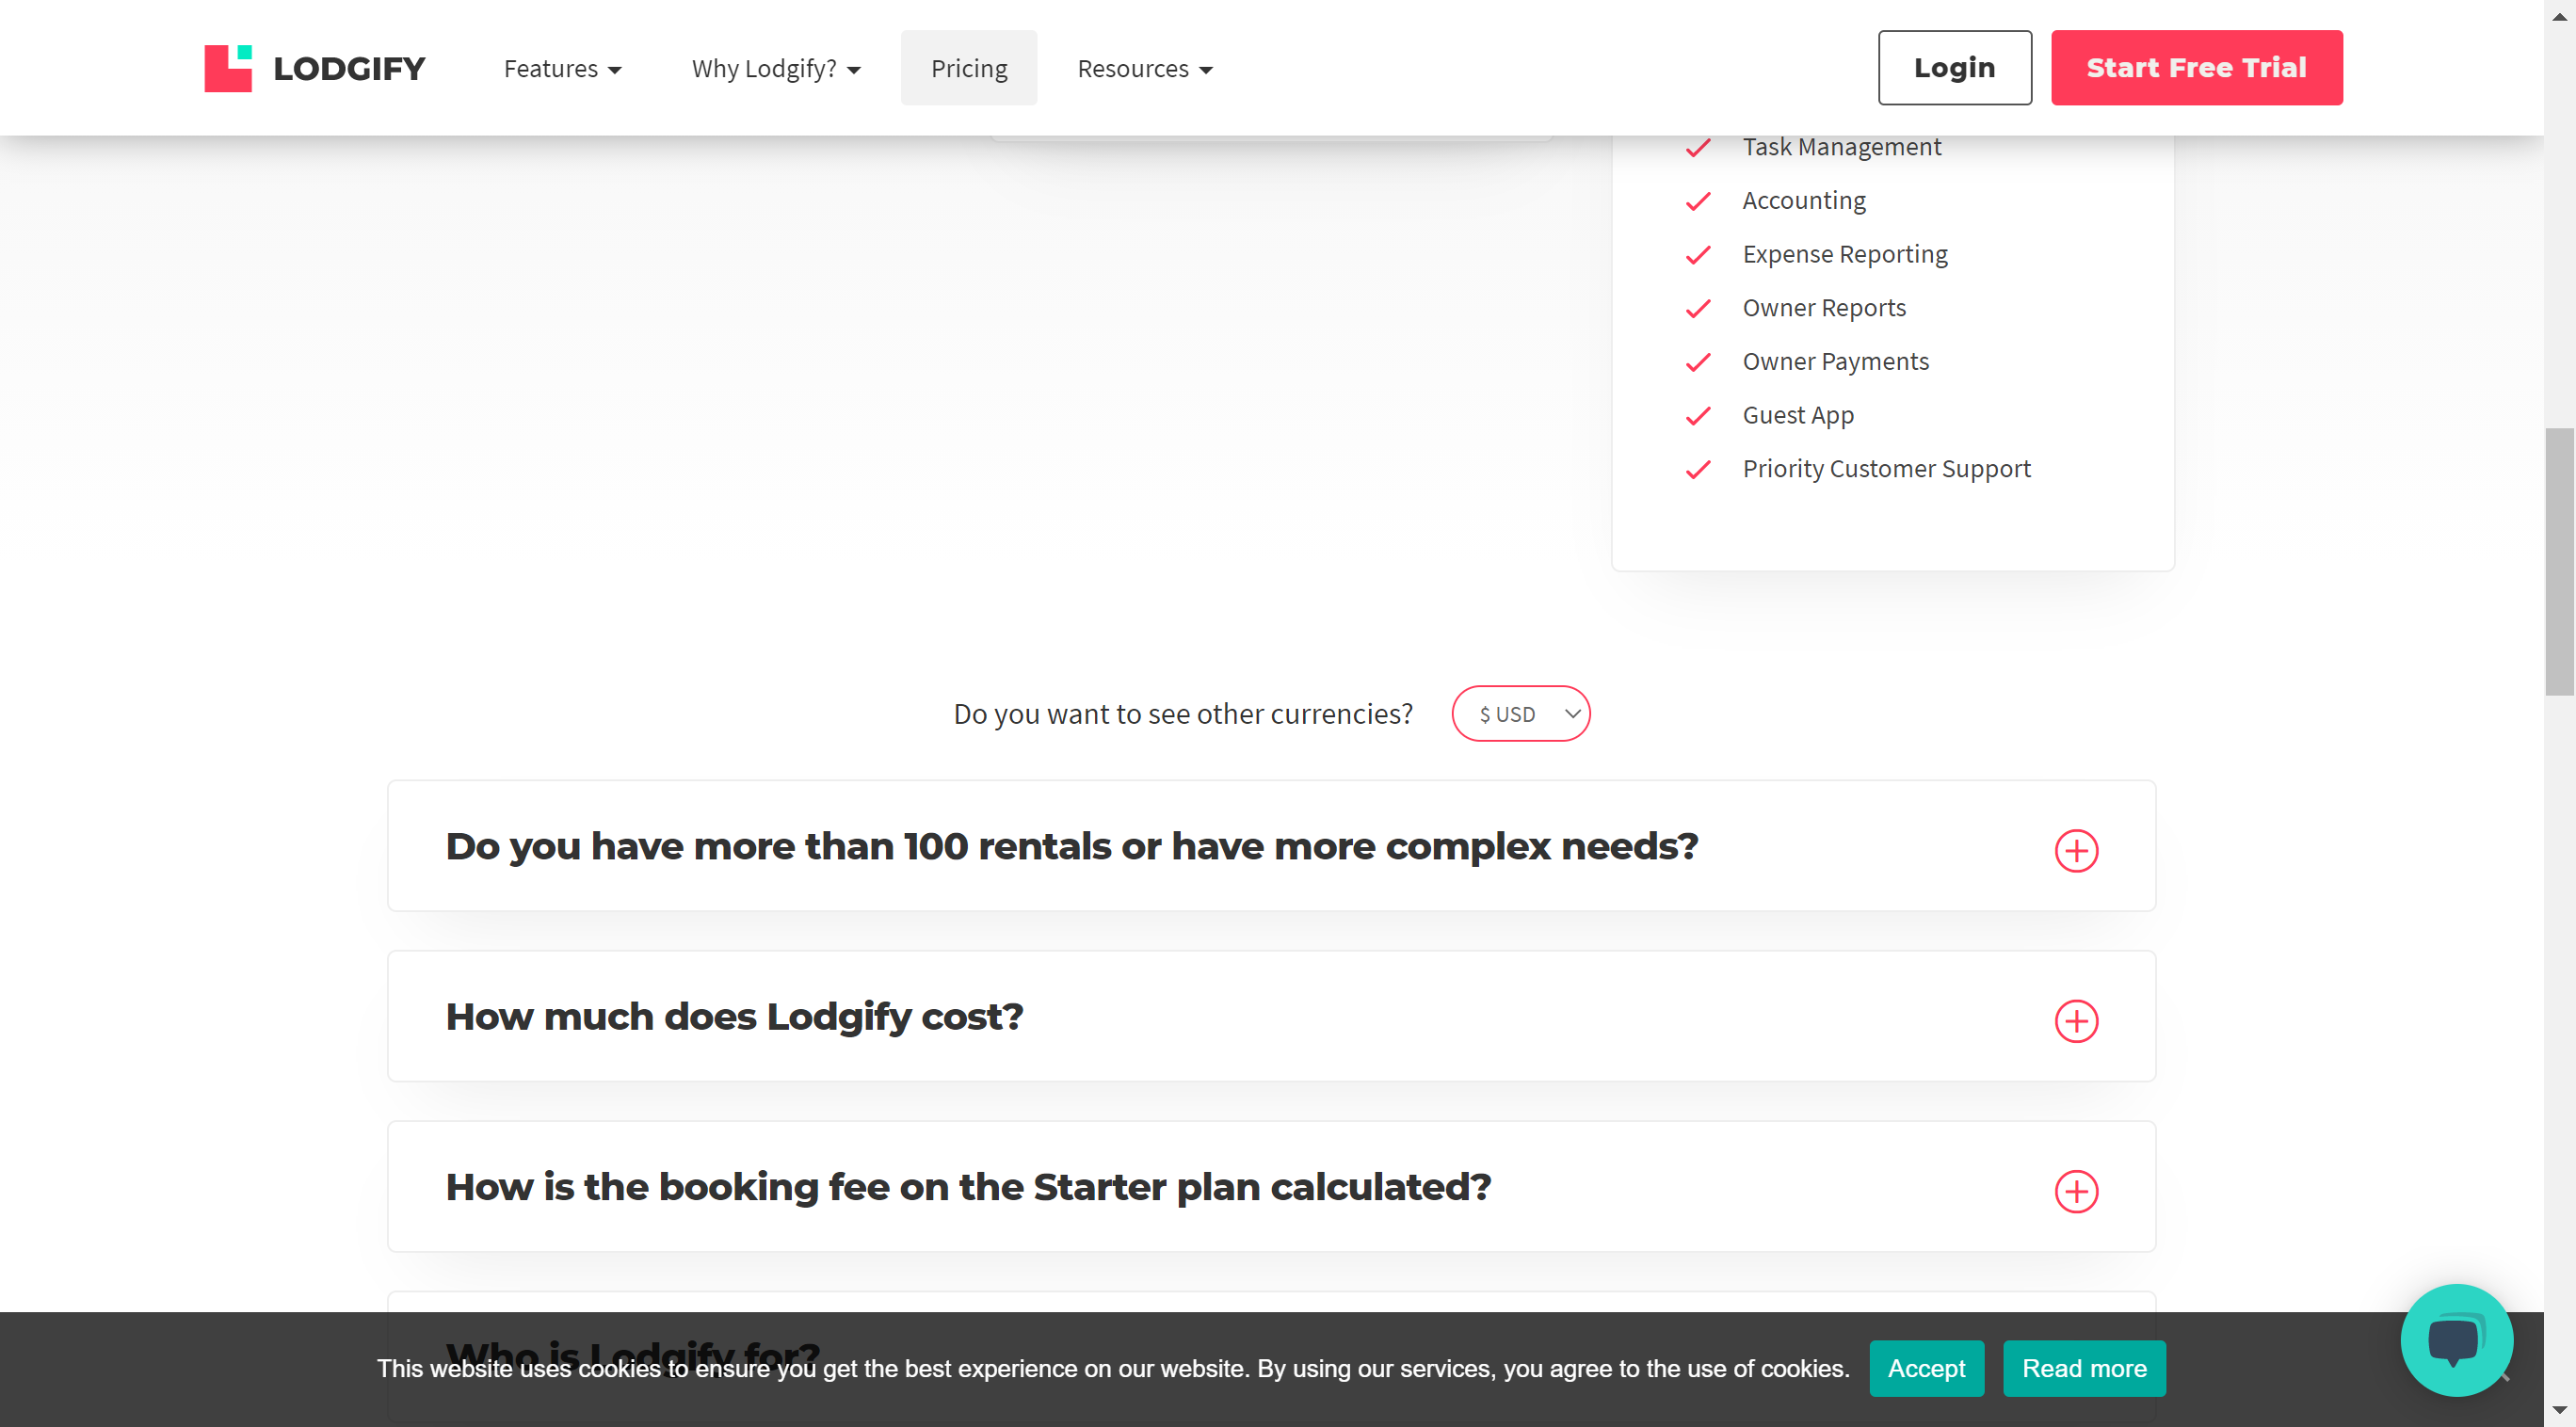 LODGIFY
Features
Why Lodgify?
Pricing
Resources
Login
Start Free Trial
Task Management
Accounting
Expense Reporting
Owner Reports
Owner Payments
Guest App
Priority Customer Support
Do you want to see other currencies?
$ USD
Do you have more than 100 rentals or have more complex needs?
How much does Lodgify cost?
How is the booking fee on the Starter plan calculated?
Who is Lodgify for?
This website uses cookies to ensure you get the best experience on our website. By using our services, you agree to the use of cookies.
Accept
Read more